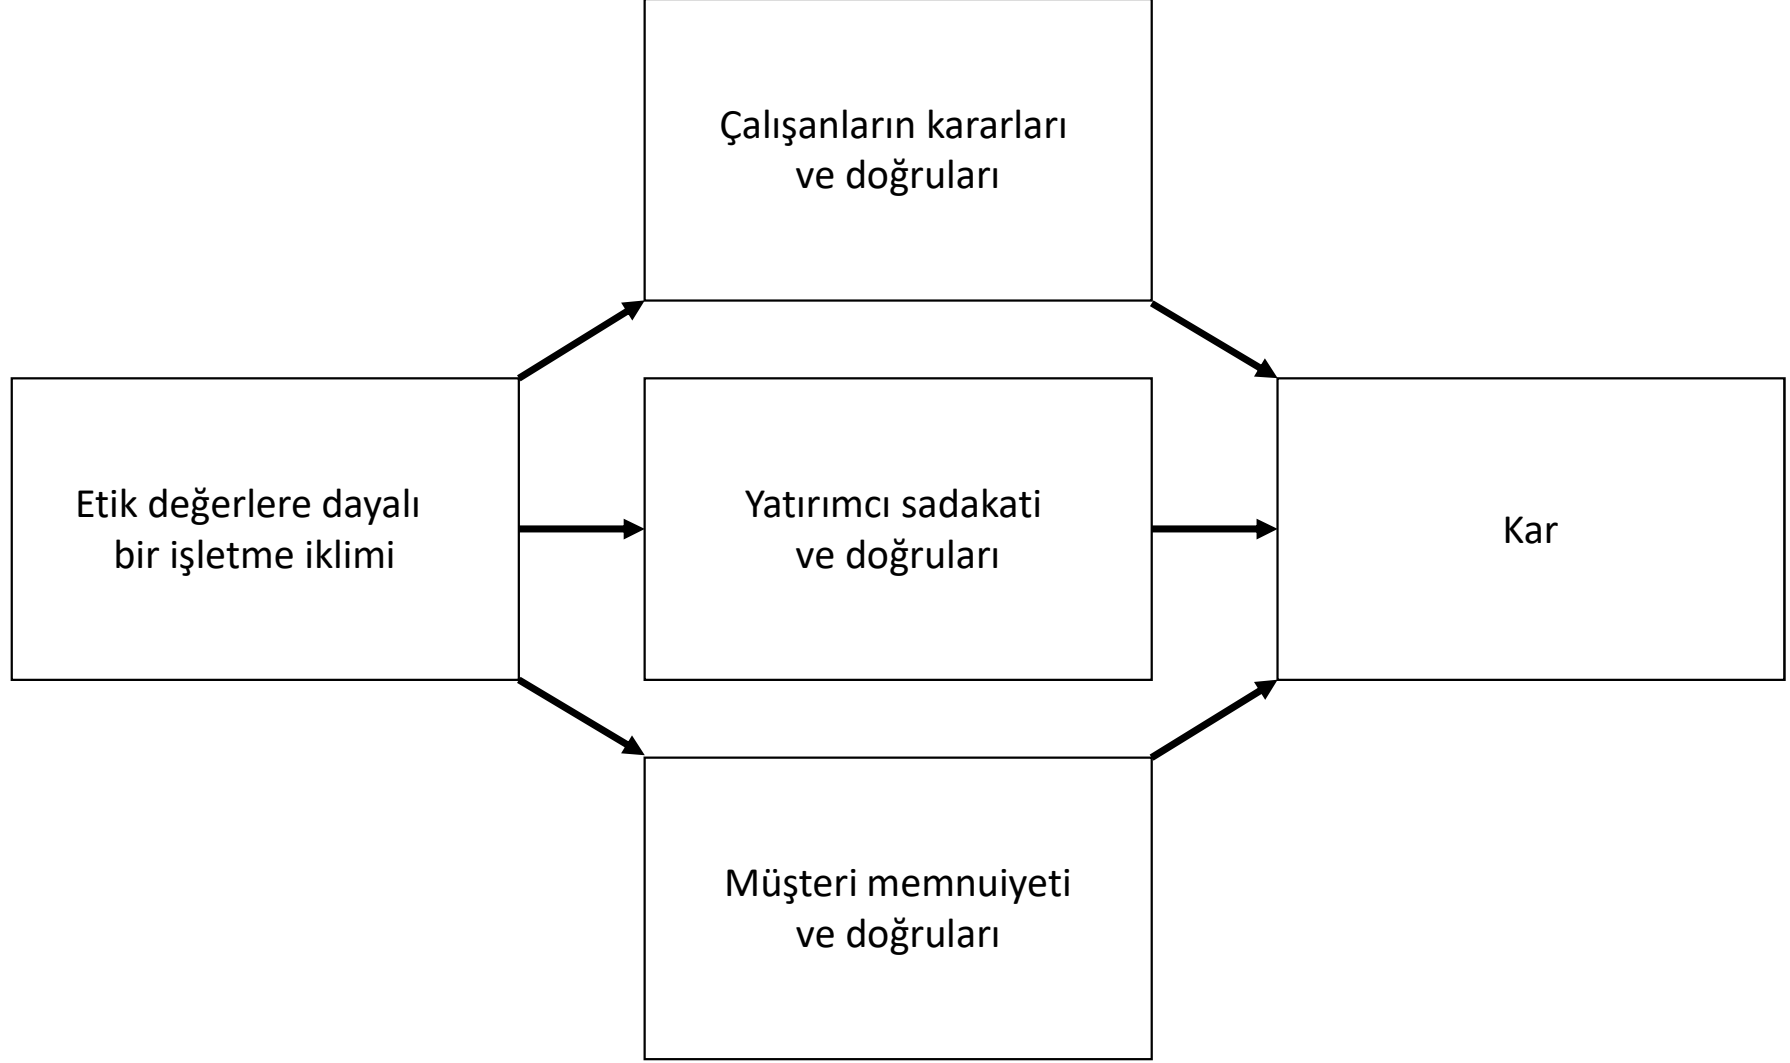 Çalışanların kararları
ve doğruları
Etik değerlere dayalı
bir işletme iklimi
Yatırımcı sadakati
ve doğruları
Kar
Müşteri memnuiyeti
ve doğruları